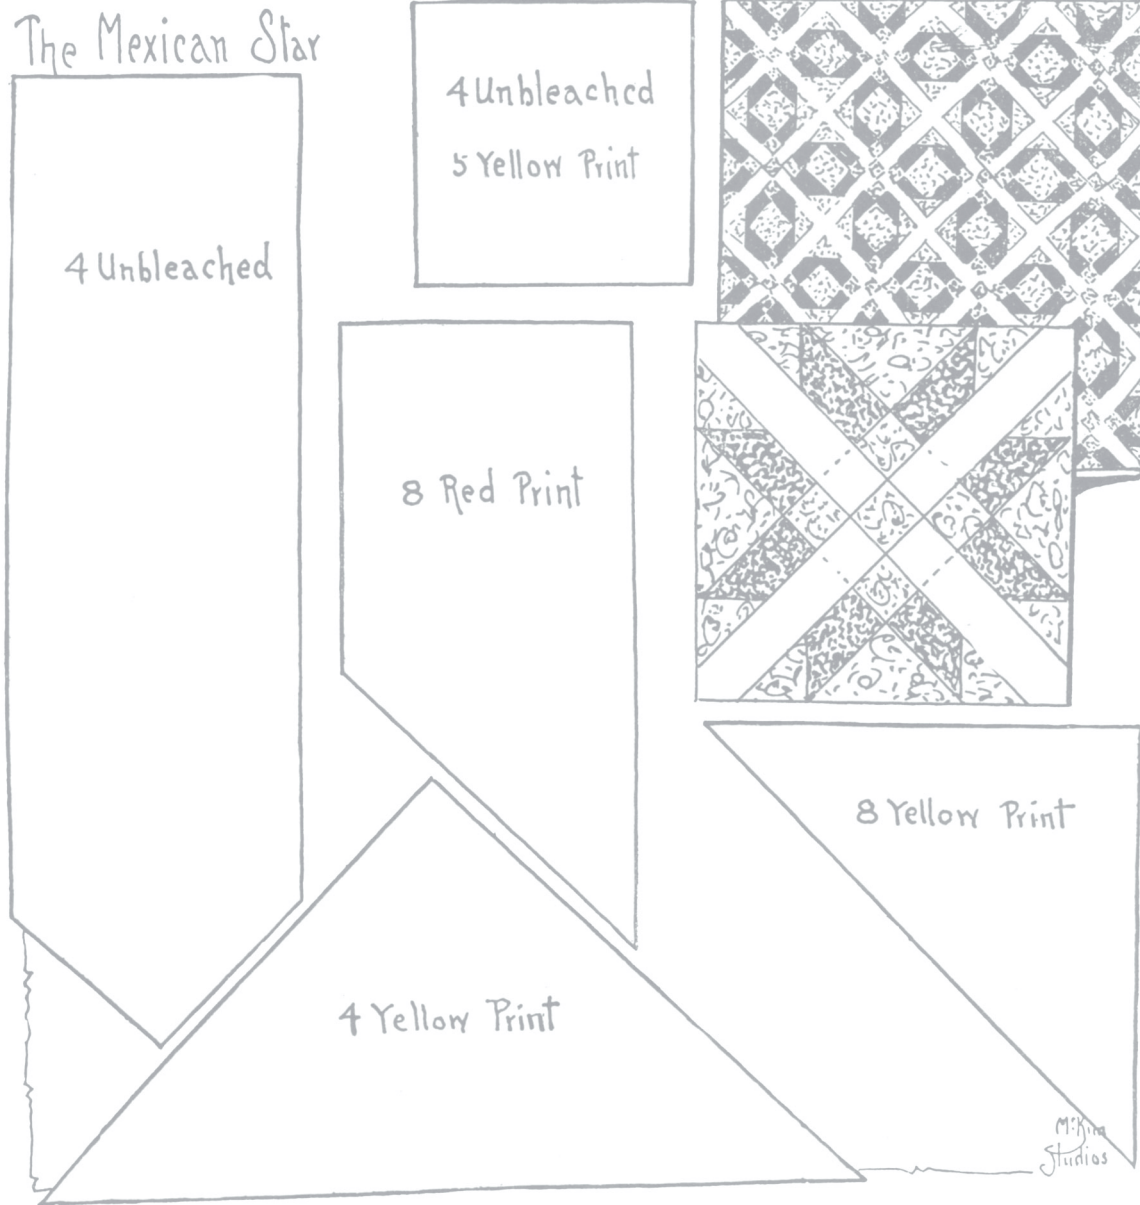 The Mexican Star
4 Unbleached
4 Unbleached
5 Yellow Print
8 Red Print
8 Yellow Print
4 Yellow Print
McKim
Studios